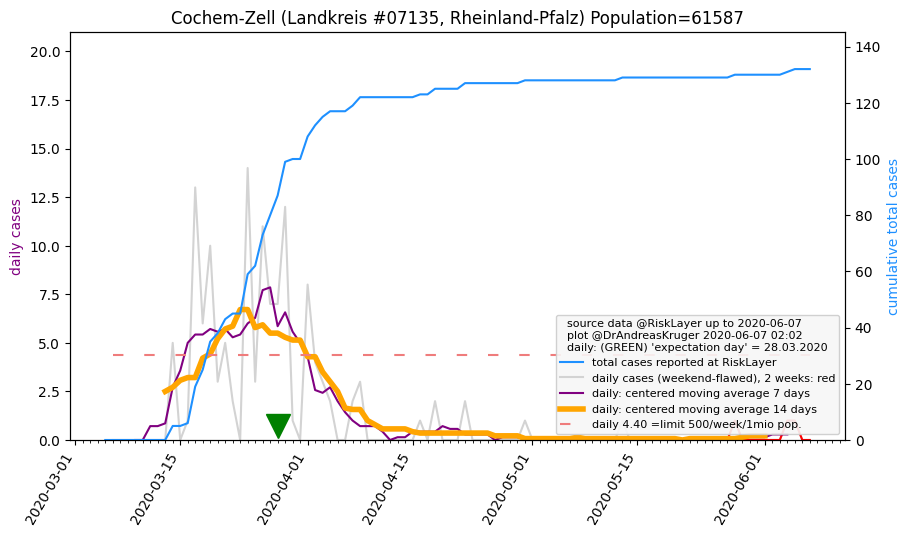 Cochem-Zell (Landkreis #07135, Rheinland-Pfalz) Population=61587
daily cases
20.0
17.5
15.0
12.5
10.0
7.5
5.0
2.5
0.0
140
120
100
80
60
40
20
0
cumulative total cases
source data @RiskLayer up to 2020-06-07
plot @DrAndreasKruger 2020-06-07 02:02
daily: (GREEN) 'expectation day' = 28.03.2020
total cases reported at RiskLayer
daily cases (weekend-flawed), 2 weeks: red
daily: centered moving average 7 days
daily: centered moving average 14 days
daily 4.40 =limit 500/week/1mio pop.
2020-03-01
2020-03-15
2020-04-01
2020-04-15
2020-05-01
2020-05-15
2020-06-01